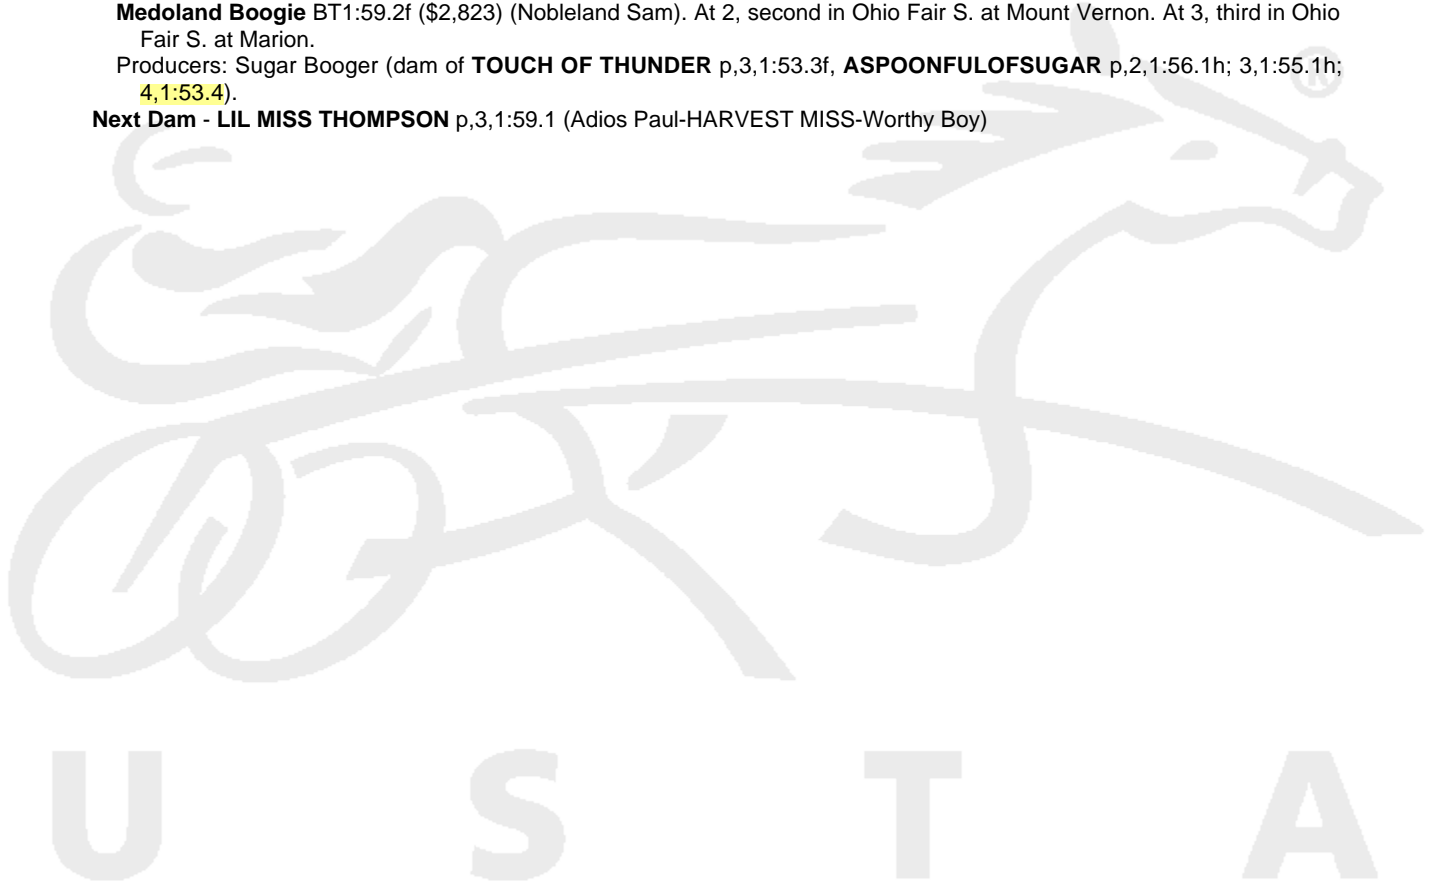 Medoland Boogie BT1:59.2f ($2,823) (Nobleland Sam). At 2, second in Ohio Fair S. at Mount Vernon. At 3, third in Ohio
Fair S. at Marion.
Producers: Sugar Booger (dam of TOUCH OF THUNDER p,3,1:53.3f, ASPOONFULOFSUGAR p,2,1:56.1h; 3,1:55.1h;
4,1:53.4).
Next Dam - LIL MISS THOMPSON p,3,1:59.1 (Adios Paul-HARVEST MISS-Worthy Boy)
®
U S T A